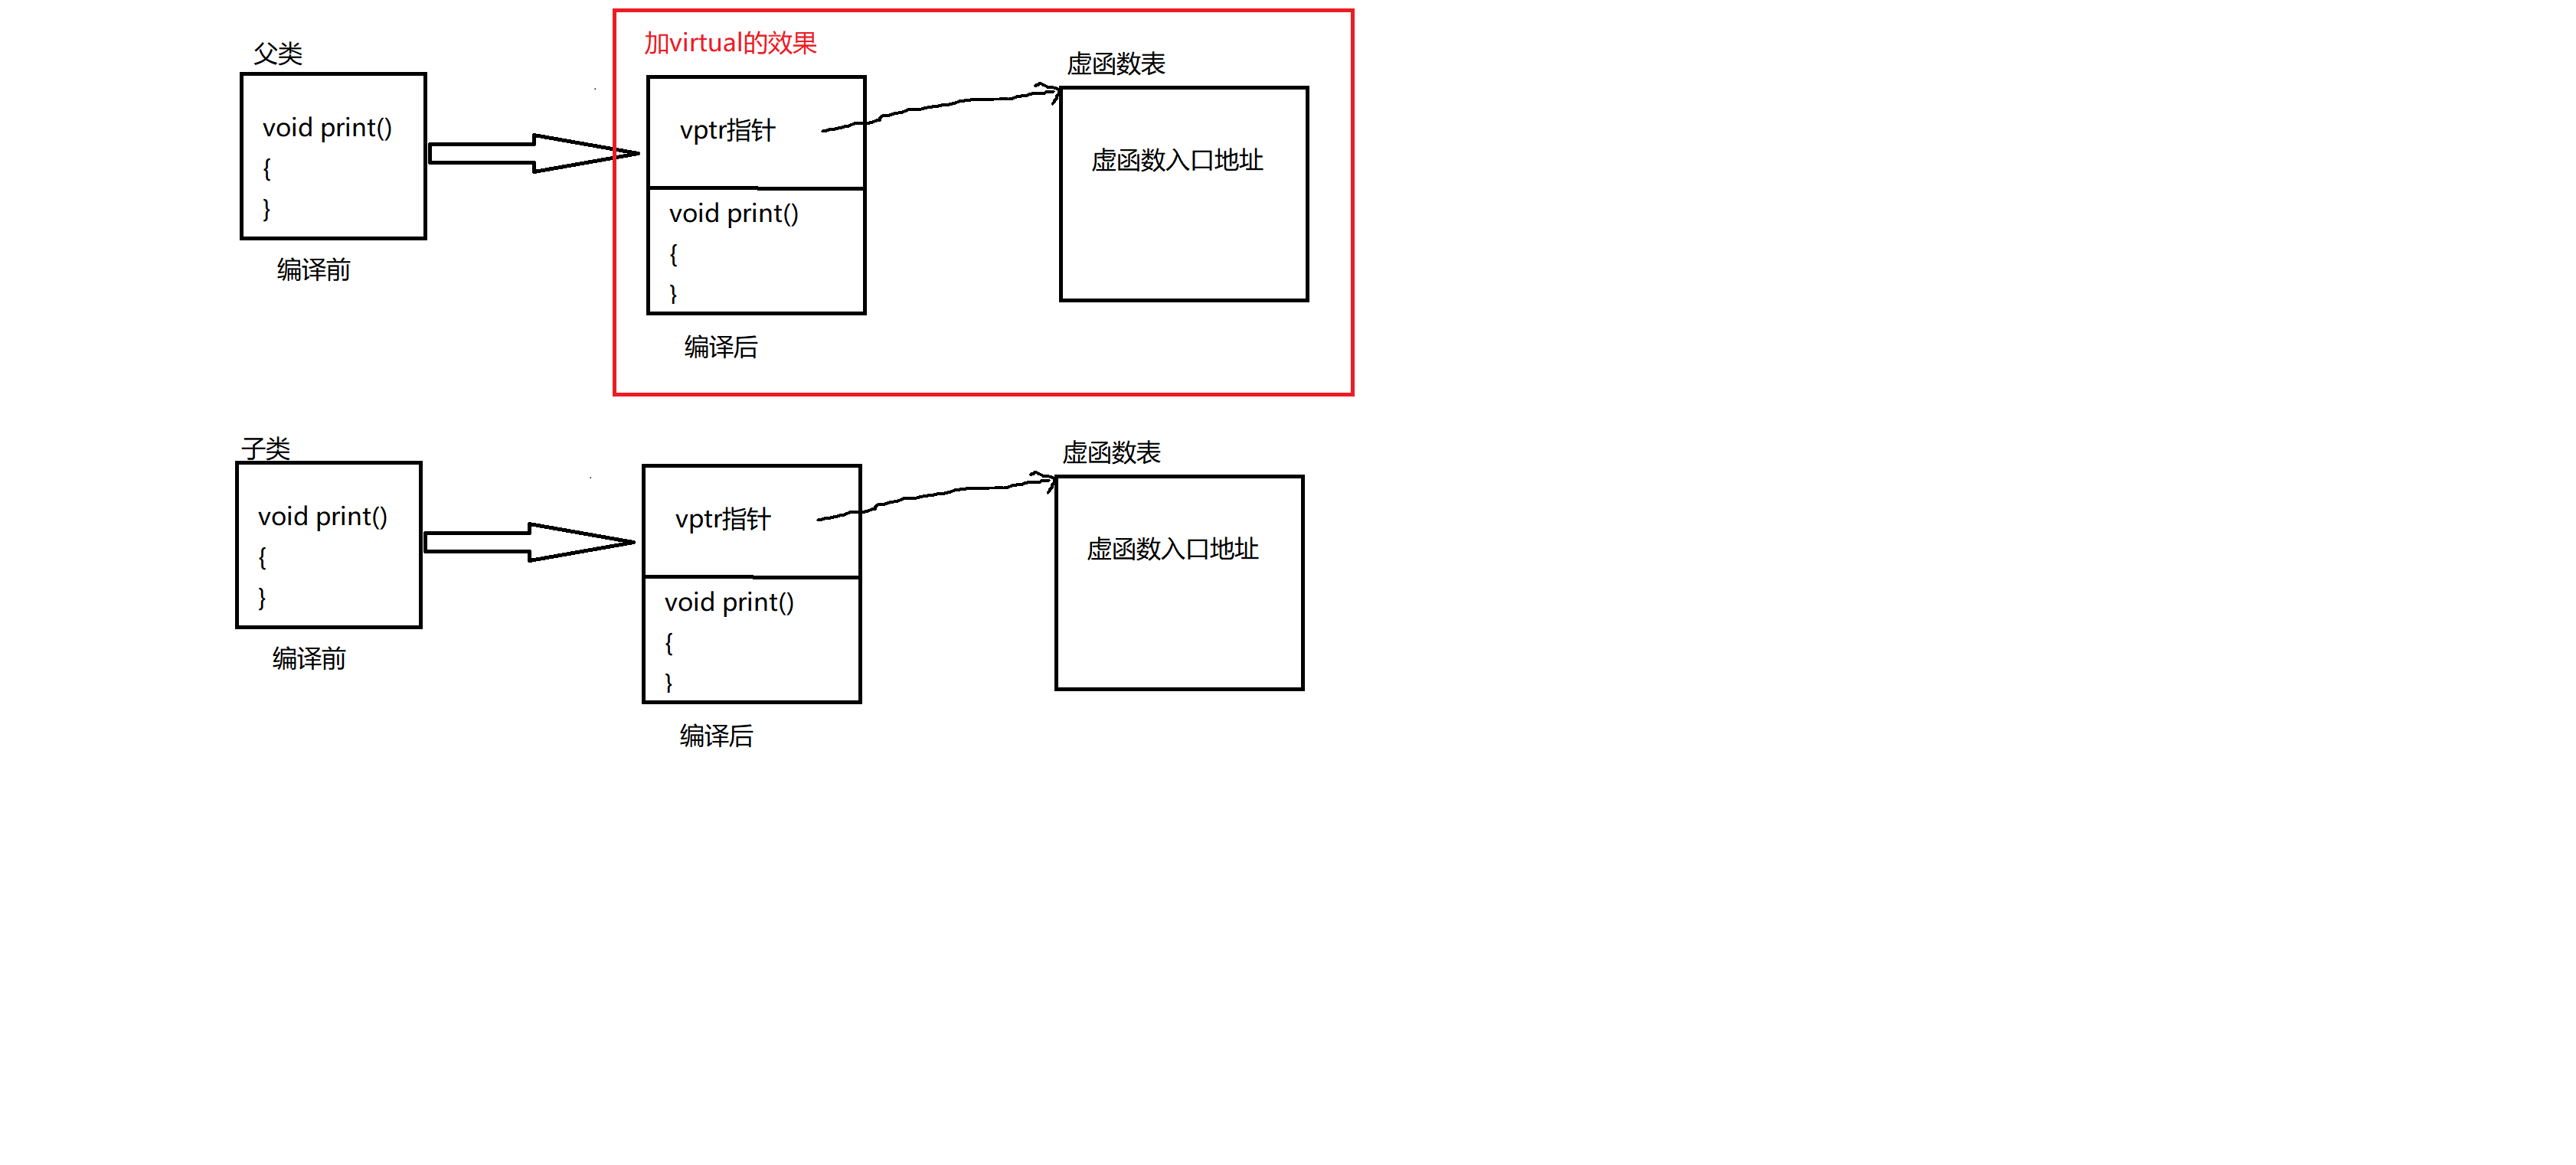 父类
void print()
{
}
编译前
加virtual的效果
vptr指针
void print()
{
}
编译后
虚函数表
虚函数入口地址
子类
void print()
{
}
编译前
vptr指针
void print()
{
}
编译后
虚函数表
虚函数入口地址